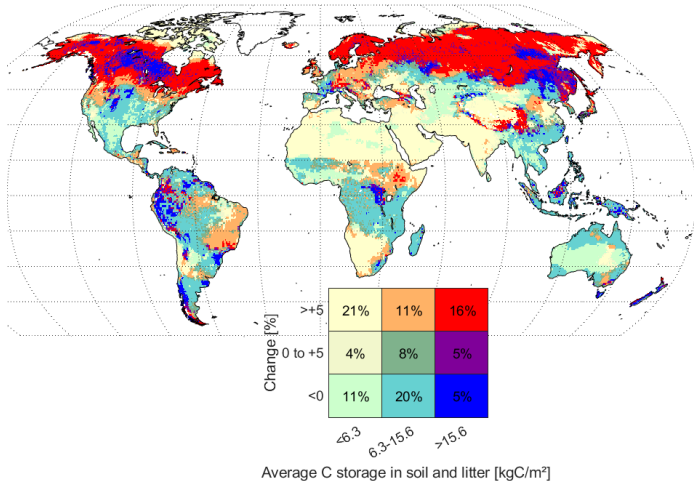 >+5 21% 11% 16%
0 to +5 4% 8% 5%
<0 11% 20% 5%
Change [%]
<6.3 6.3-15.6 >15.6
Average C storage in soil and litter [kgC/m²]